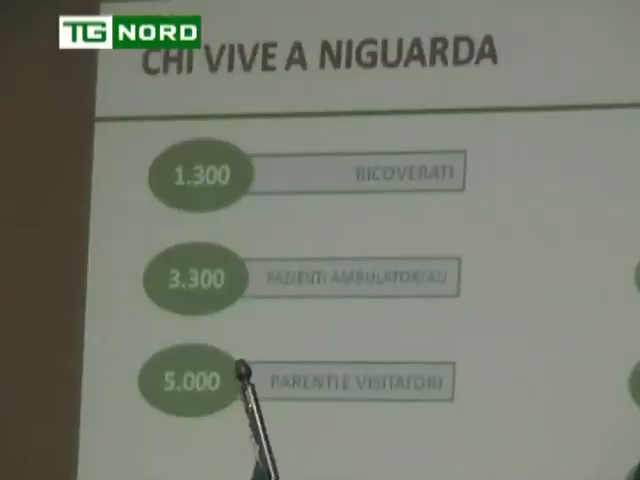 TG NORD
CHI VIVE A NIGUARDA
1.300 RICOVERATI
3.300 PAZIENTI AMBULATORIALI
5.000 PARENTI E VISITATORI